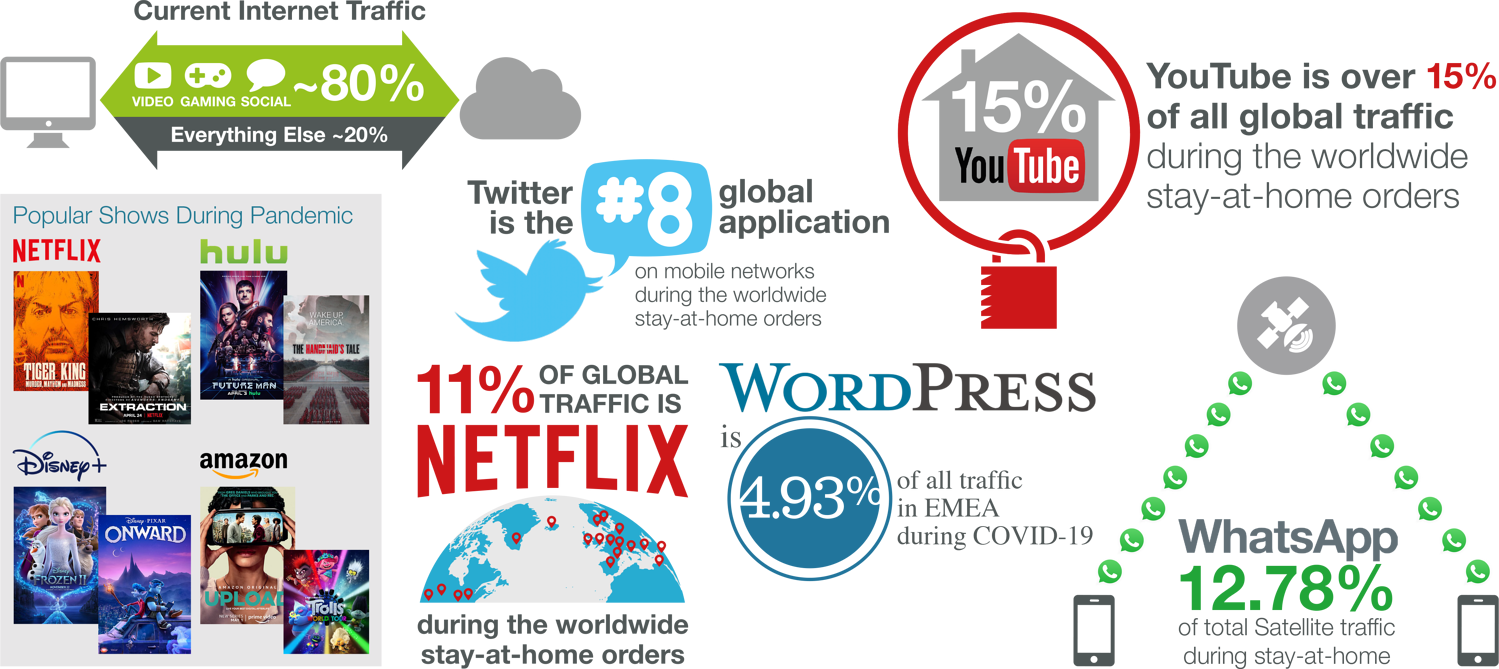 Current Internet Traffic
VIDEO GAMING SOCIAL
~80%
Everything Else ~20%
Popular Shows During Pandemic
NETFLIX
hulu
N
TIGER KING
MURDER, MAYHEM AND MADNESS
CHRIS HEMSWORTH
EXTRACTION
APRIL 24 NETFLIX
FUTURE MAN
APRIL 3 hulu
WAKE UP,
AMERICA.
THE HANDMAID'S TALE
Disney+
amazon
Disney
FROZEN II
Disney PIXAR
ONWARD
AMAZON ORIGINAL
UPLOAD
prime video
Trolls
WORLD TOUR
Twitter
is the
#8
global
application
on mobile networks
during the worldwide
stay-at-home orders
11%
OF GLOBAL
TRAFFIC IS
NETFLIX
during the worldwide
stay-at-home orders
WORDPRESS
is
4.93%
of all traffic
in EMEA
during COVID-19
15%
YouTube
YouTube is over 15%
of all global traffic
during the worldwide
stay-at-home orders
WhatsApp
12.78%
of total Satellite traffic
during stay-at-home